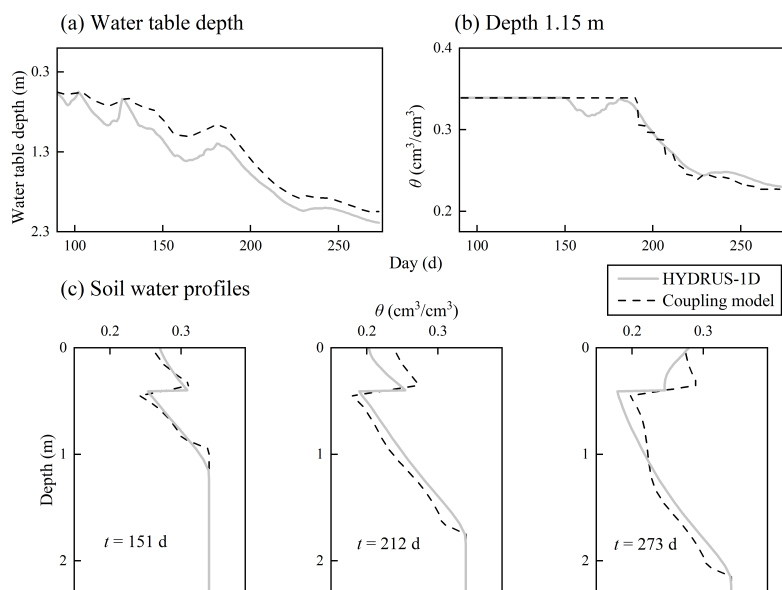 (a) Water table depth
(b) Depth 1.15 m
Water table depth (m)
0.3
1.3
2.3
100
150
200
250
θ (cm³/cm³)
0.4
0.3
0.2
100
150
200
250
Day (d)
HYDRUS-1D
Coupling model
(c) Soil water profiles
θ (cm³/cm³)
0.2 0.3
0.2 0.3
0.2 0.3
Depth (m)
0
1
2
t = 151 d
0
1
2
t = 212 d
0
1
2
t = 273 d